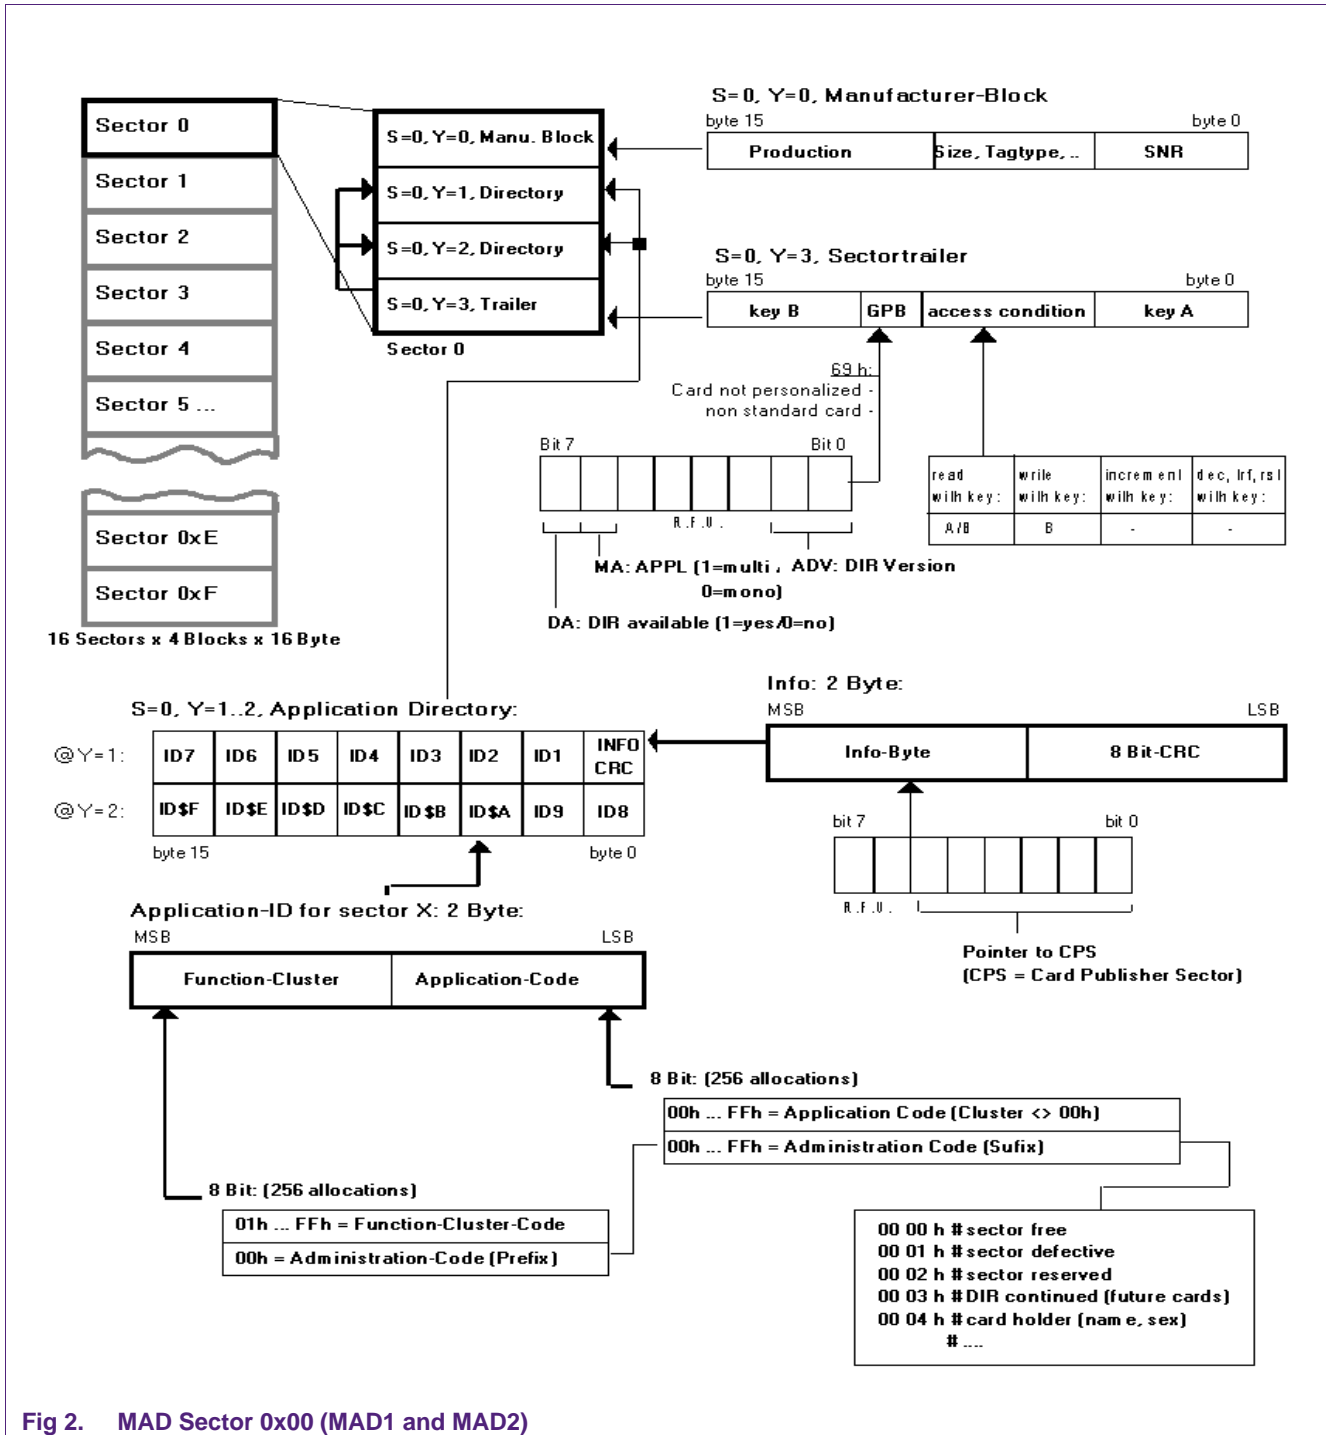 S=0, Y=0, Manufacturer-Block
byte 15 byte 0
Production Size, Tagtype, .. SNR
Sector 0
Sector 1
Sector 2
Sector 3
Sector 4
Sector 5 ...
Sector 0xE
Sector 0xF
16 Sectors x 4 Blocks x 16 Byte
S=0, Y=0, Manu. Block
S=0, Y=1, Directory
S=0, Y=2, Directory
S=0, Y=3, Trailer
Sector 0
S=0, Y=3, Sectortrailer
byte 15 byte 0
key B GPB access condition key A
69 h:
Card not personalized -
non standard card -
Bit 7 Bit 0
R.F.U.
MA: APPL (1=multi,
0=mono)
ADV: DIR Version
DA: DIR available (1=yes/0=no)
read write increment dec, trf, rst
with key: with key: with key: with key:
A/B B - -
S=0, Y=1..2, Application Directory:
@Y=1: ID7 ID6 ID5 ID4 ID3 ID2 ID1 INFO
CRC
@Y=2: ID$F ID$E ID$D ID$C ID$B ID$A ID9 ID8
byte 15 byte 0
Info: 2 Byte:
MSB LSB
Info-Byte 8 Bit-CRC
bit 7 bit 0
R.F.U.
Pointer to CPS
(CPS = Card Publisher Sector)
Application-ID for sector X: 2 Byte:
MSB LSB
Function-Cluster Application-Code
8 Bit: (256 allocations)
00h ... FFh = Application Code (Cluster <> 00h)
00h ... FFh = Administration Code (Sufix)
8 Bit: (256 allocations)
01h ... FFh = Function-Cluster-Code
00h = Administration-Code (Prefix)
00 00 h # sector free
00 01 h # sector defective
00 02 h # sector reserved
00 03 h # DIR continued (future cards)
00 04 h # card holder (name, sex)
# ....
Fig 2. MAD Sector 0x00 (MAD1 and MAD2)